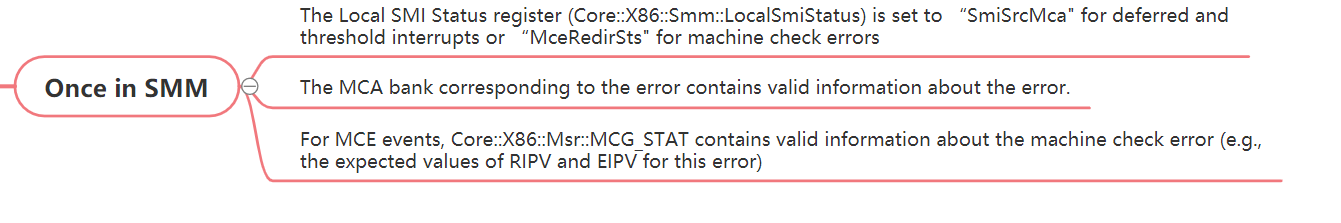 The Local SMI Status register (Core::X86::Smm::LocalSmiStatus) is set to “SmiSrcMca" for deferred and
threshold interrupts or “MceRedirSts" for machine check errors
Once in SMM
The MCA bank corresponding to the error contains valid information about the error.
For MCE events, Core::X86::Msr::MCG_STAT contains valid information about the machine check error (e.g.,
the expected values of RIPV and EIPV for this error)